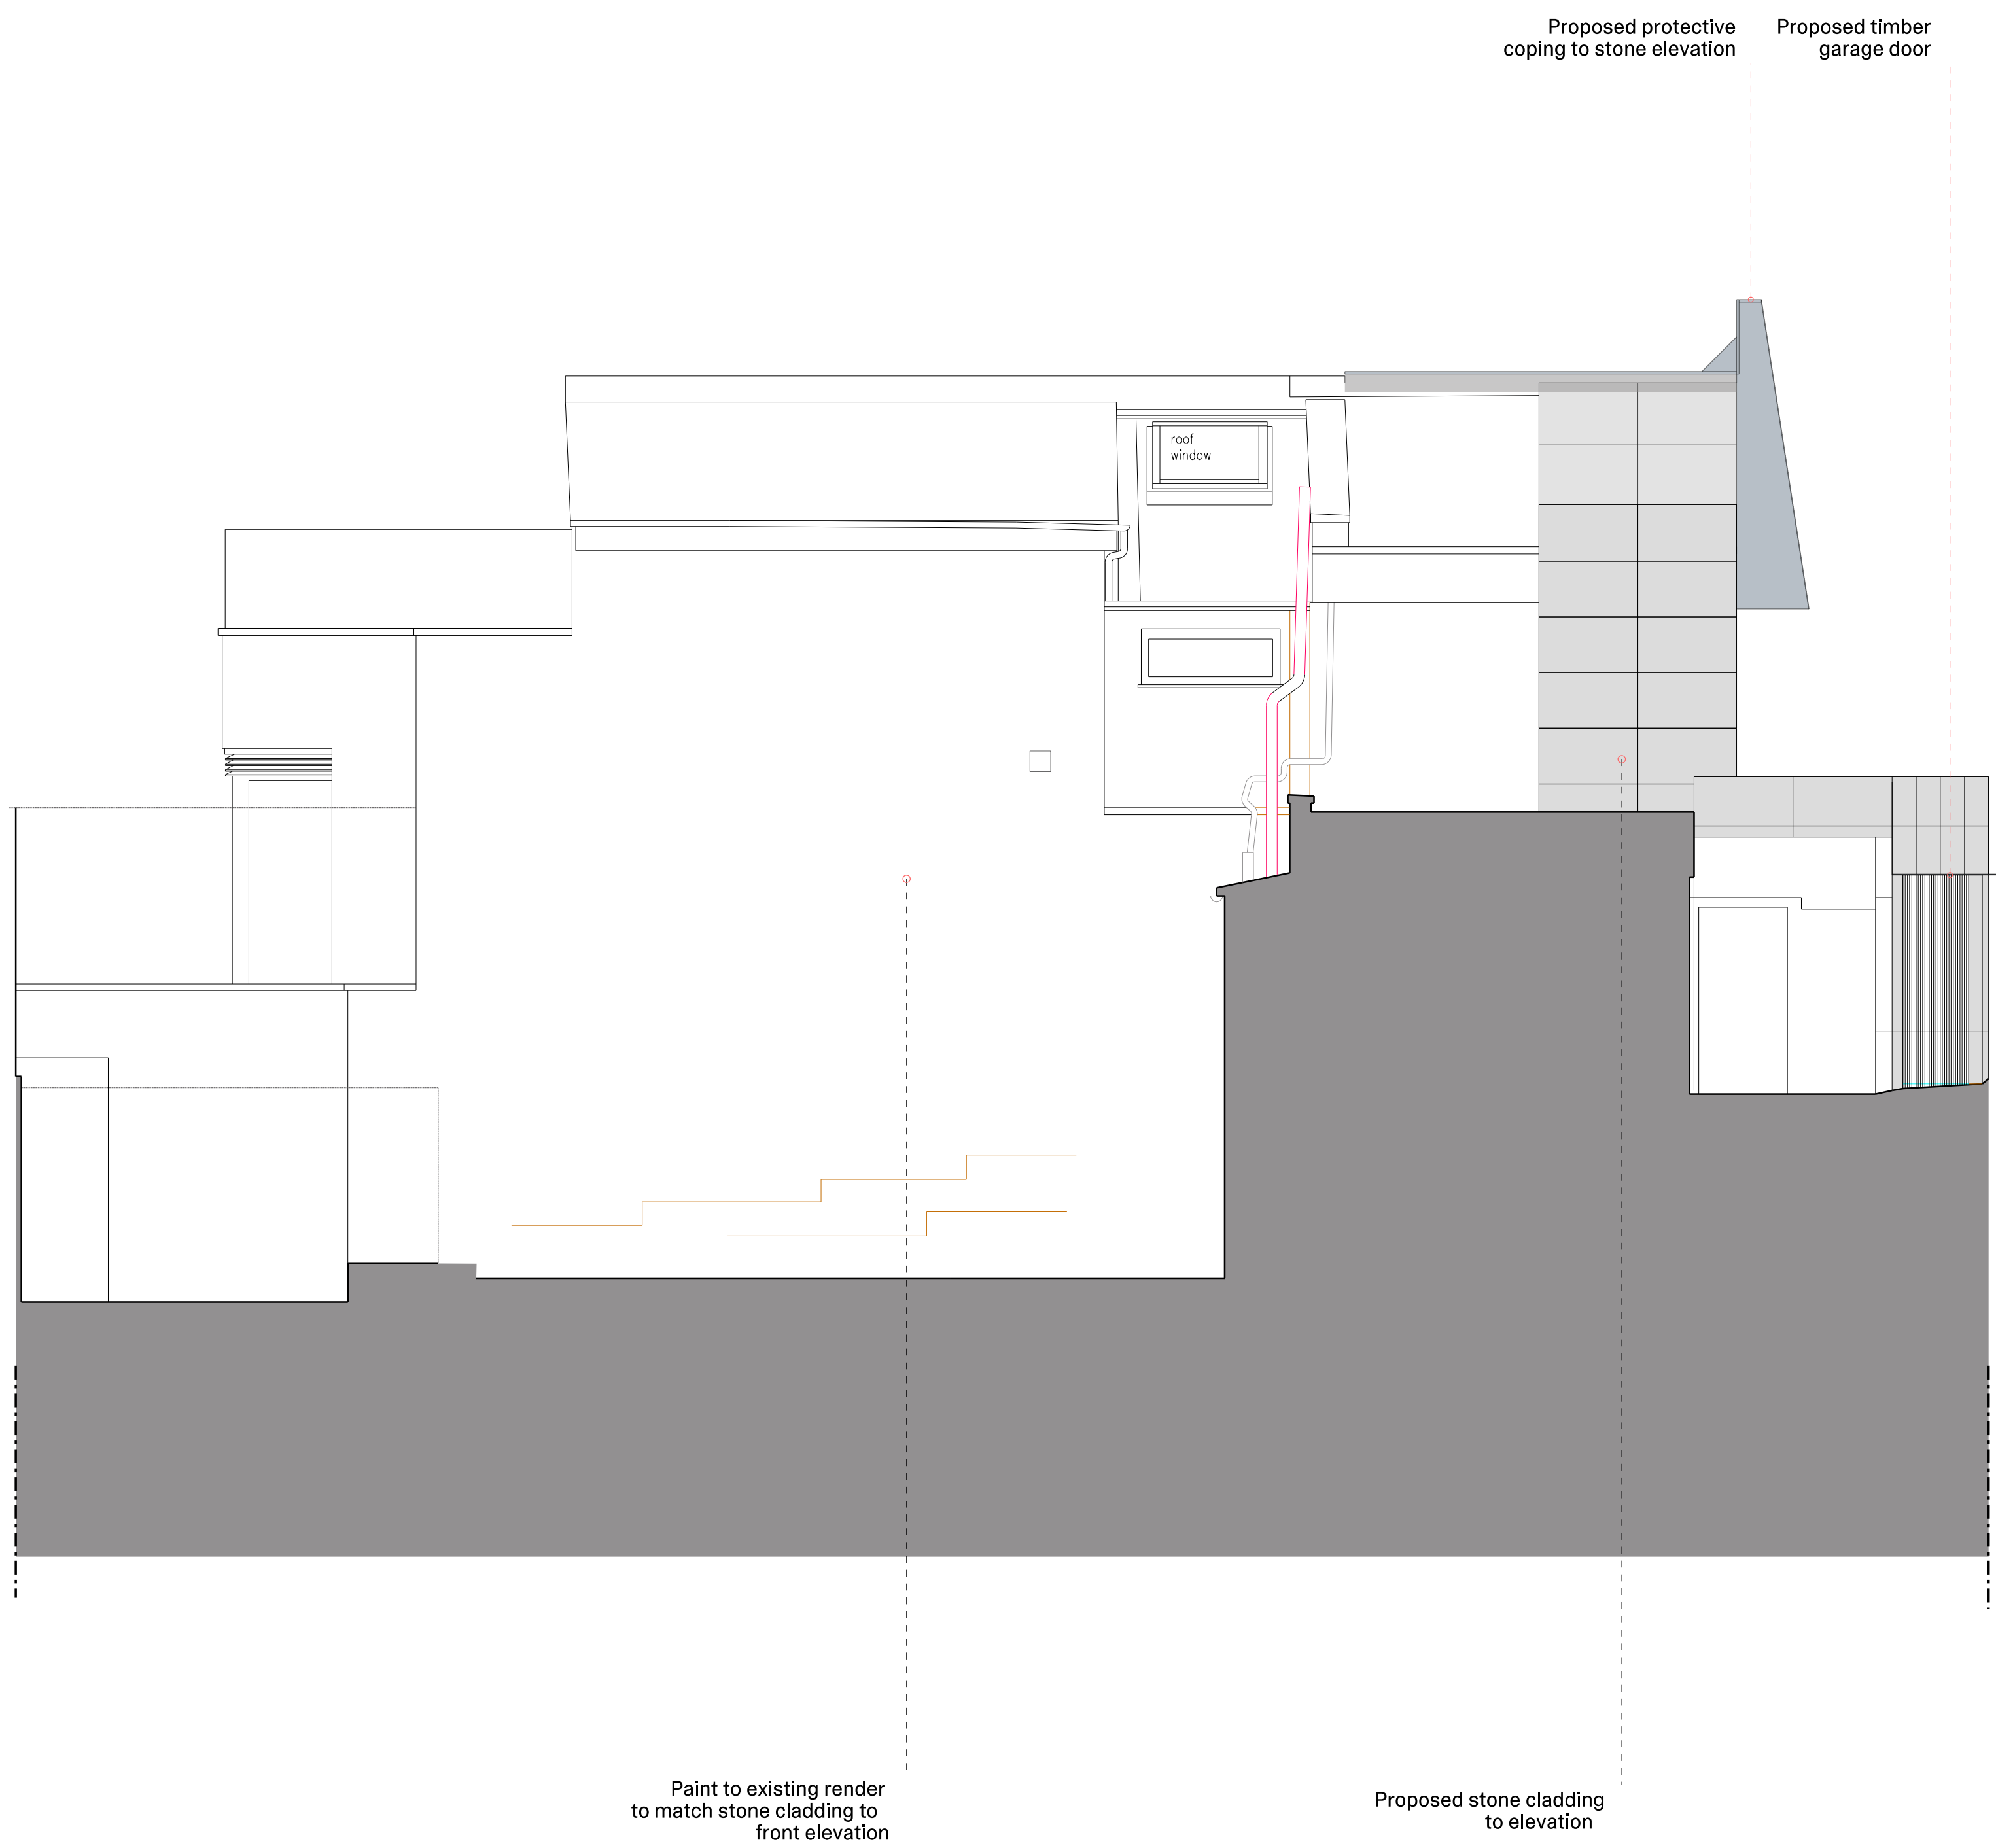 Proposed protective
coping to stone elevation
Proposed timber
garage door
roof
window
Paint to existing render
to match stone cladding to
front elevation
Proposed stone cladding
to elevation